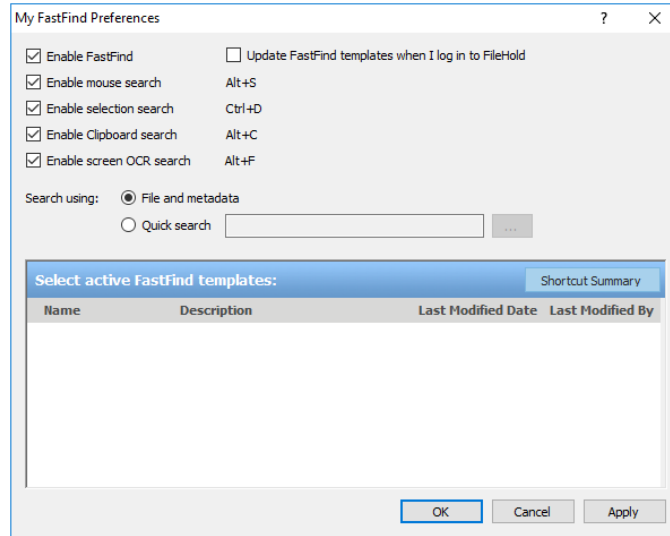 My FastFind Preferences
Enable FastFind Update FastFind templates when I log in to FileHold
Enable mouse search Alt+S
Enable selection search Ctrl+D
Enable Clipboard search Alt+C
Enable screen OCR search Alt+F
Search using: File and metadata
Quick search ...
Select active FastFind templates: Shortcut Summary
Name Description Last Modified Date Last Modified By
OK Cancel Apply